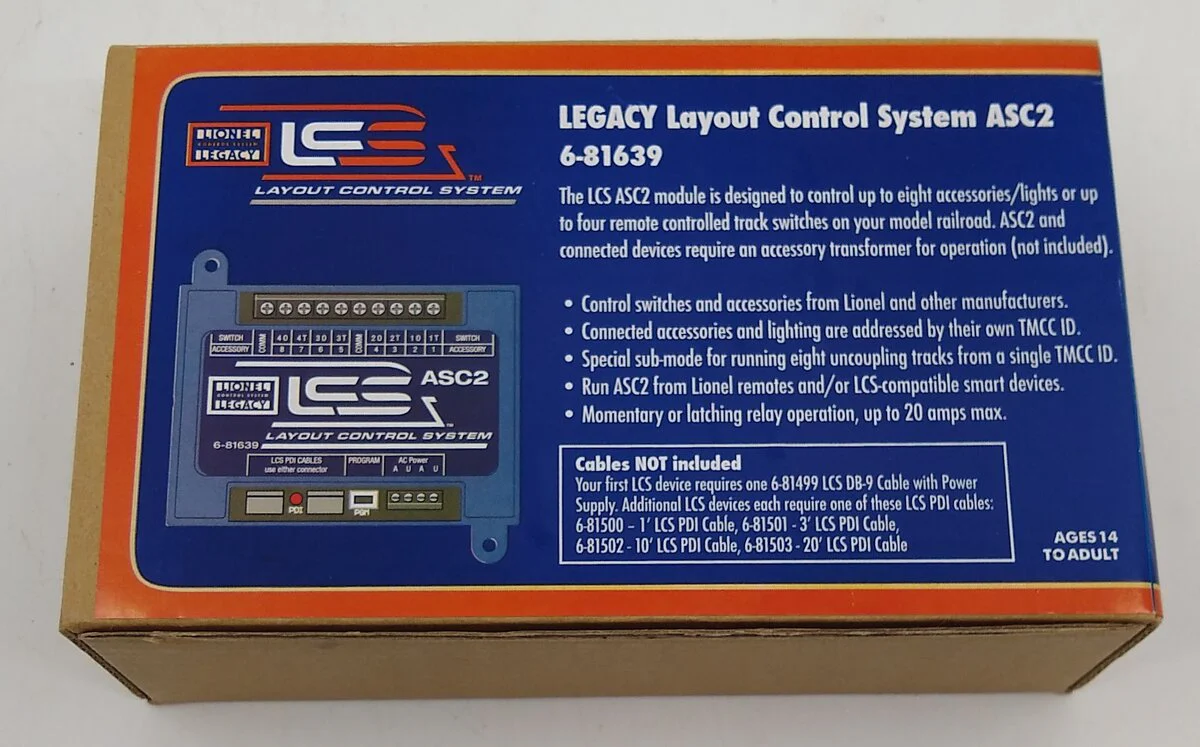 LIONEL
CONTROL SYSTEM
LEGACY
LCS
TM
LAYOUT CONTROL SYSTEM
LEGACY Layout Control System ASC2
6-81639
The LCS ASC2 module is designed to control up to eight accessories/lights or up
to four remote controlled track switches on your model railroad. ASC2 and
connected devices require an accessory transformer for operation (not included).
• Control switches and accessories from Lionel and other manufacturers.
• Connected accessories and lighting are addressed by their own TMCC ID.
• Special sub-mode for running eight uncoupling tracks from a single TMCC ID.
• Run ASC2 from Lionel remotes and/or LCS-compatible smart devices.
• Momentary or latching relay operation, up to 20 amps max.
Cables NOT included
Your first LCS device requires one 6-81499 LCS DB-9 Cable with Power
Supply. Additional LCS devices each require one of these LCS PDI cables:
6-81500 – 1' LCS PDI Cable, 6-81501 - 3' LCS PDI Cable,
6-81502 - 10' LCS PDI Cable, 6-81503 - 20' LCS PDI Cable
AGES 14
TO ADULT
SWITCH COMM 4O 4T 3O 3T COMM 2O 2T 1O 1T SWITCH
ACCESSORY 8 7 6 5 4 3 2 1 ACCESSORY
LIONEL
CONTROL SYSTEM
LEGACY
LCS ASC2
TM
LAYOUT CONTROL SYSTEM
6-81639
LCS PDI CABLES PROGRAM AC Power
use either connector A U A U
PDI PGM